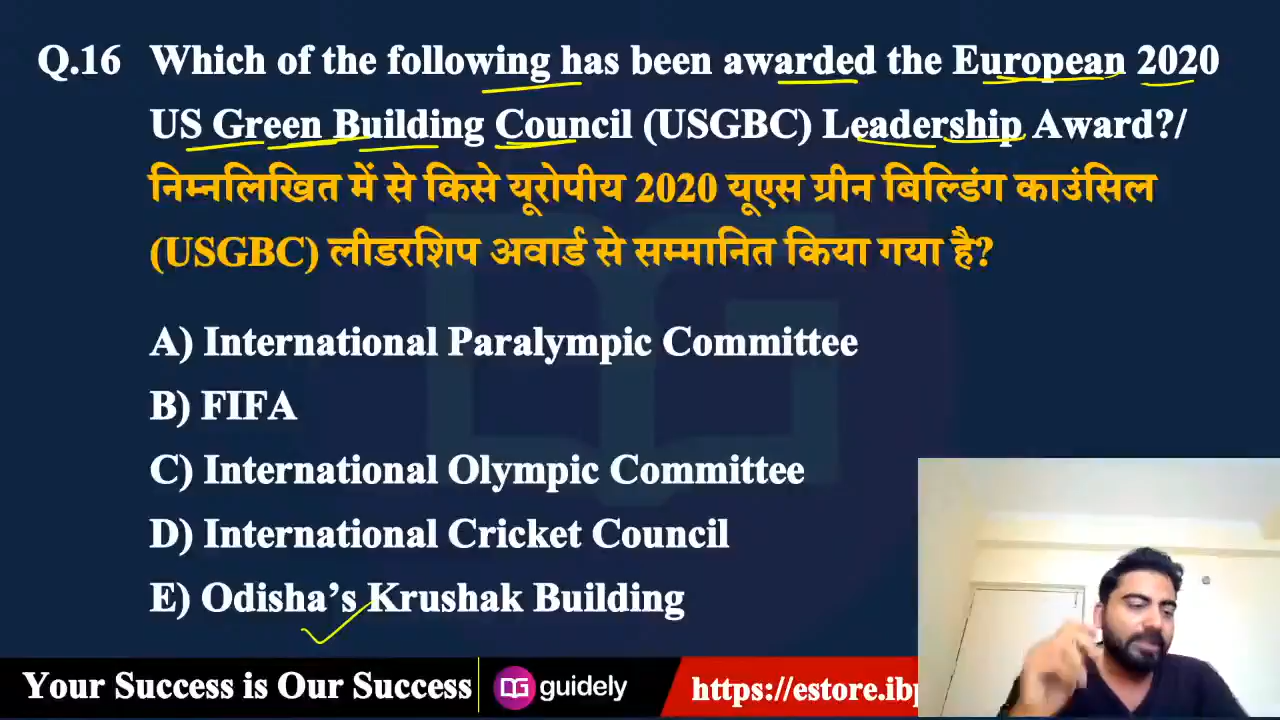 Q.16 Which of the following has been awarded the European 2020
US Green Building Council (USGBC) Leadership Award?/
निम्नलिखित में से किसे यूरोपीय 2020 यूएस ग्रीन बिल्डिंग काउंसिल
(USGBC) लीडरशिप अवार्ड से सम्मानित किया गया है?
A) International Paralympic Committee
B) FIFA
C) International Olympic Committee
D) International Cricket Council
E) Odisha’s Krushak Building
Your Success is Our Success
guidely
https://estore.ibp